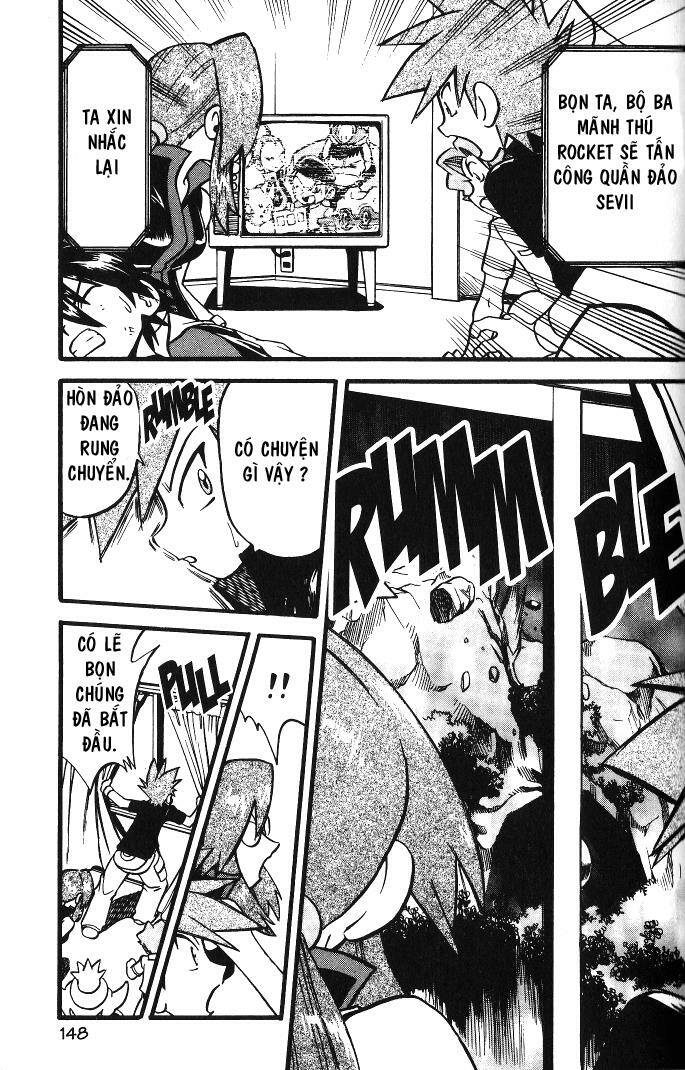 TA XIN
NHẮC
LẠI
BỌN TA, BỘ BA
MÃNH THÚ
ROCKET SẼ TẤN
CÔNG QUẦN ĐẢO
SEVII
HÒN ĐẢO
ĐANG
RUNG
CHUYỂN.
RUMBLE
CÓ CHUYỆN
GÌ VẬY ?
CÓ LẼ
BỌN
CHÚNG
ĐÃ BẮT
ĐẦU.
PULL
!!
RUMMM
BLE
148